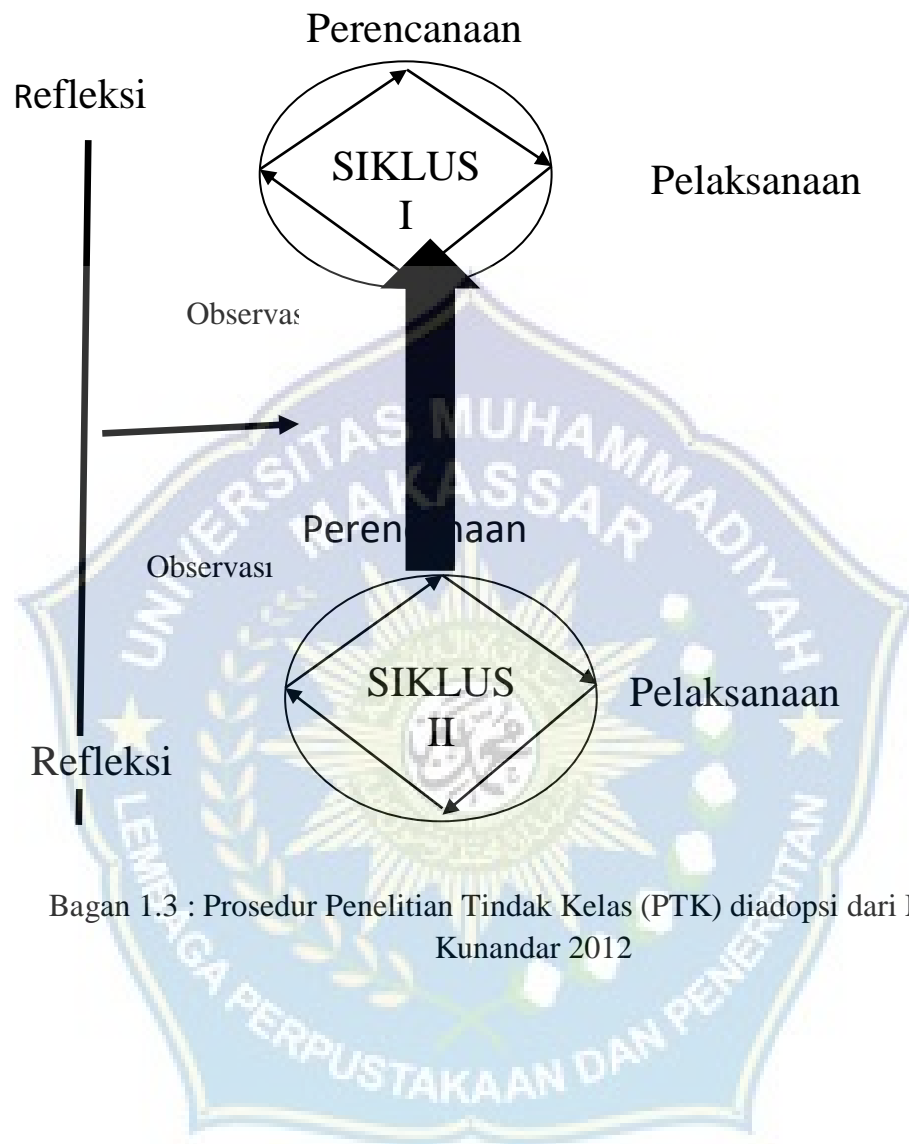 Perencanaan
Refleksi
SIKLUS
I
Pelaksanaan
Observas
UNIVERSITAS MUHAMMADIYAH
MAKASSAR
Observasi
SIKLUS
II
Pelaksanaan
Refleksi
Bagan 1.3 : Prosedur Penelitian Tindak Kelas (PTK) diadopsi dari
Kunandar 2012
LEMBAGA PERPUSTAKAAN DAN PENERBITAN